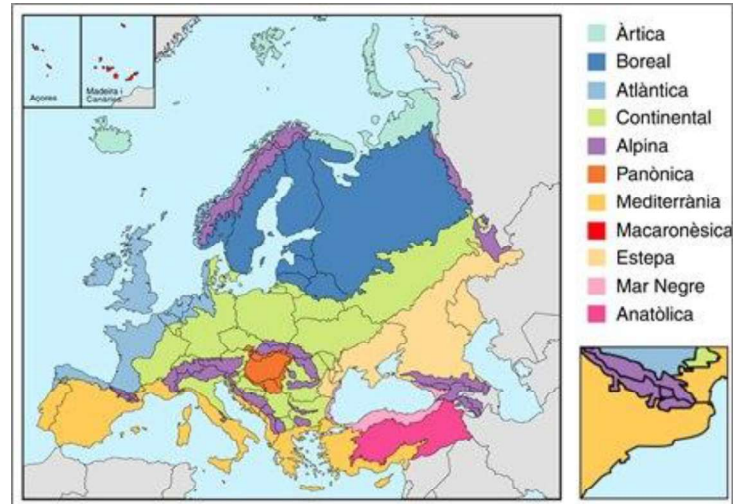 Açores
Madeira i
Canàries
Àrtica
Boreal
Atlàntica
Continental
Alpina
Panònica
Mediterrània
Macaronèsica
Estepa
Mar Negre
Anatòlica